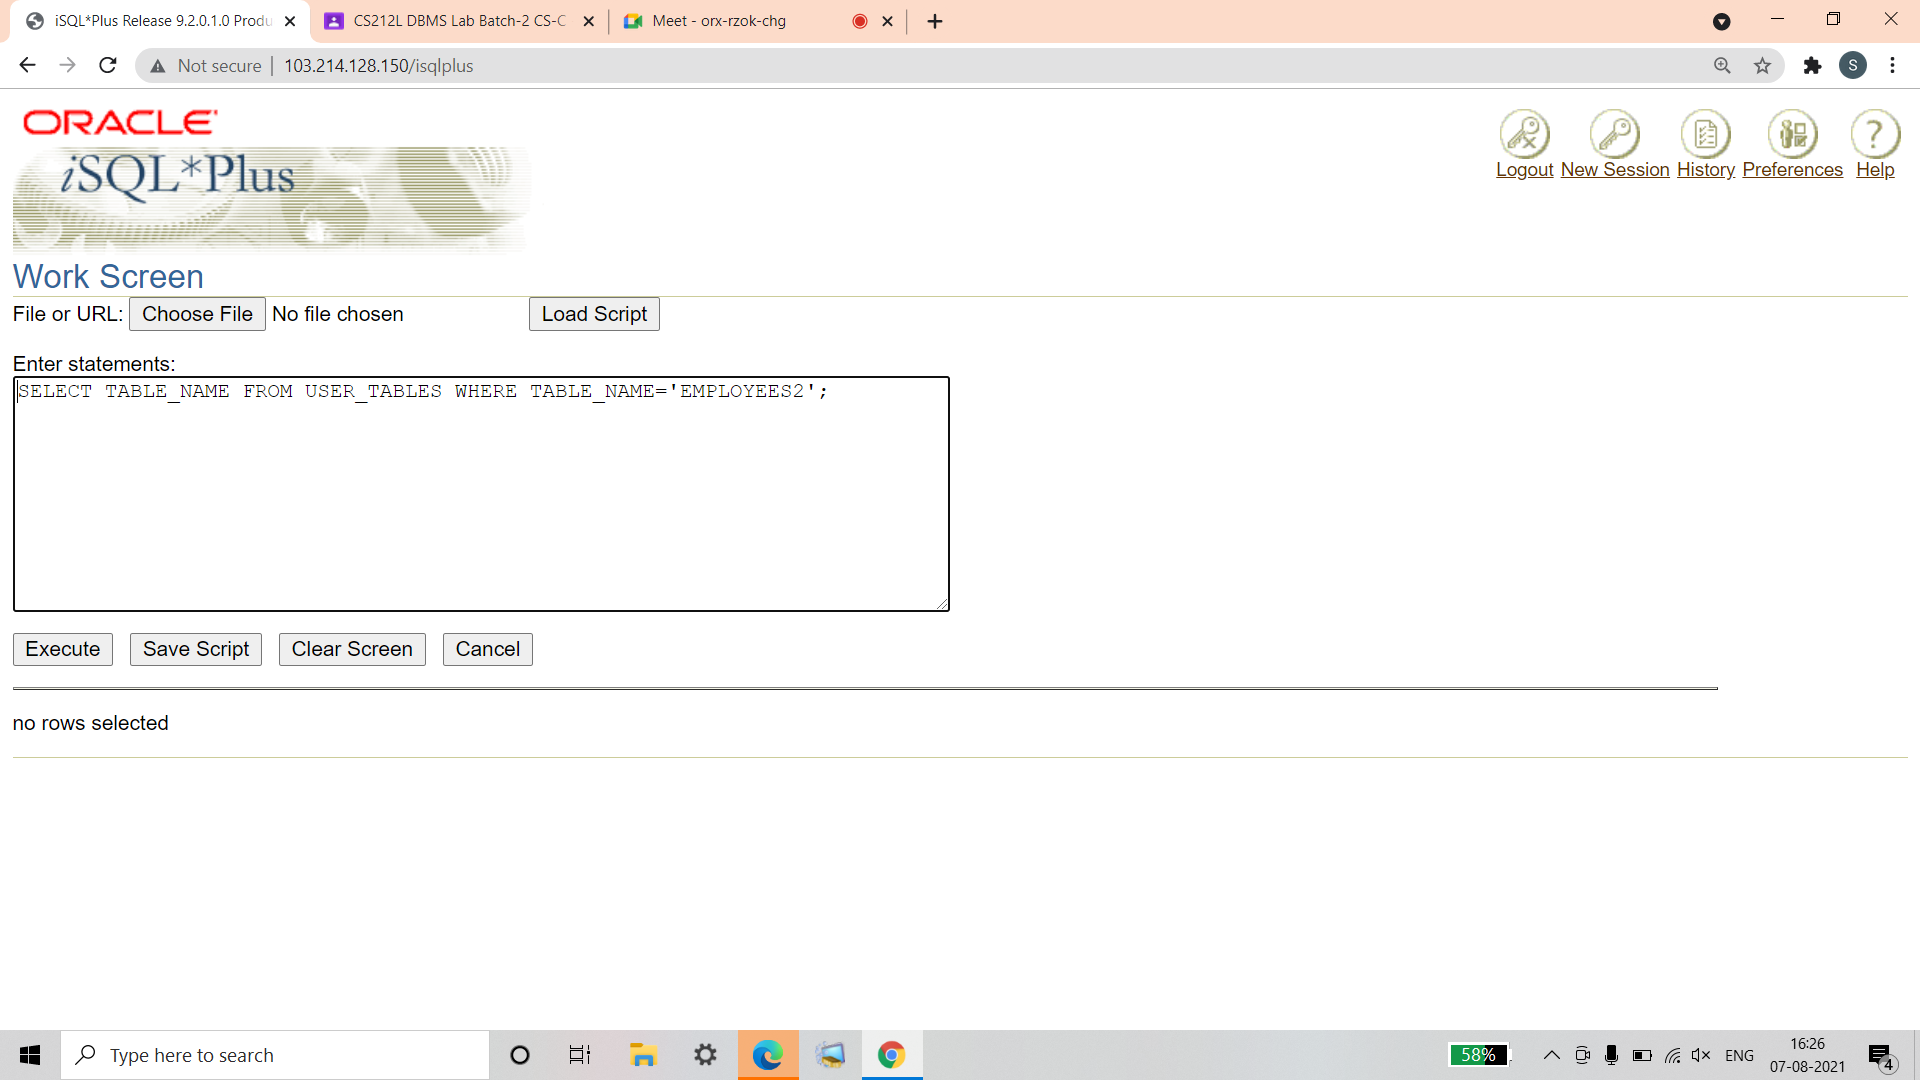 iSQL*Plus Release 9.2.0.1.0 Produ
CS212L DBMS Lab Batch-2 CS-C
Meet - orx-rzok-chg
Not secure
103.214.128.150/isqlplus
S
ORACLE
iSQL*Plus
Logout New Session History Preferences Help
Work Screen
File or URL: Choose File No file chosen Load Script
Enter statements:
SELECT TABLE_NAME FROM USER_TABLES WHERE TABLE_NAME='EMPLOYEES2';
Execute Save Script Clear Screen Cancel
no rows selected
Type here to search
58%
ENG
16:26
07-08-2021
4